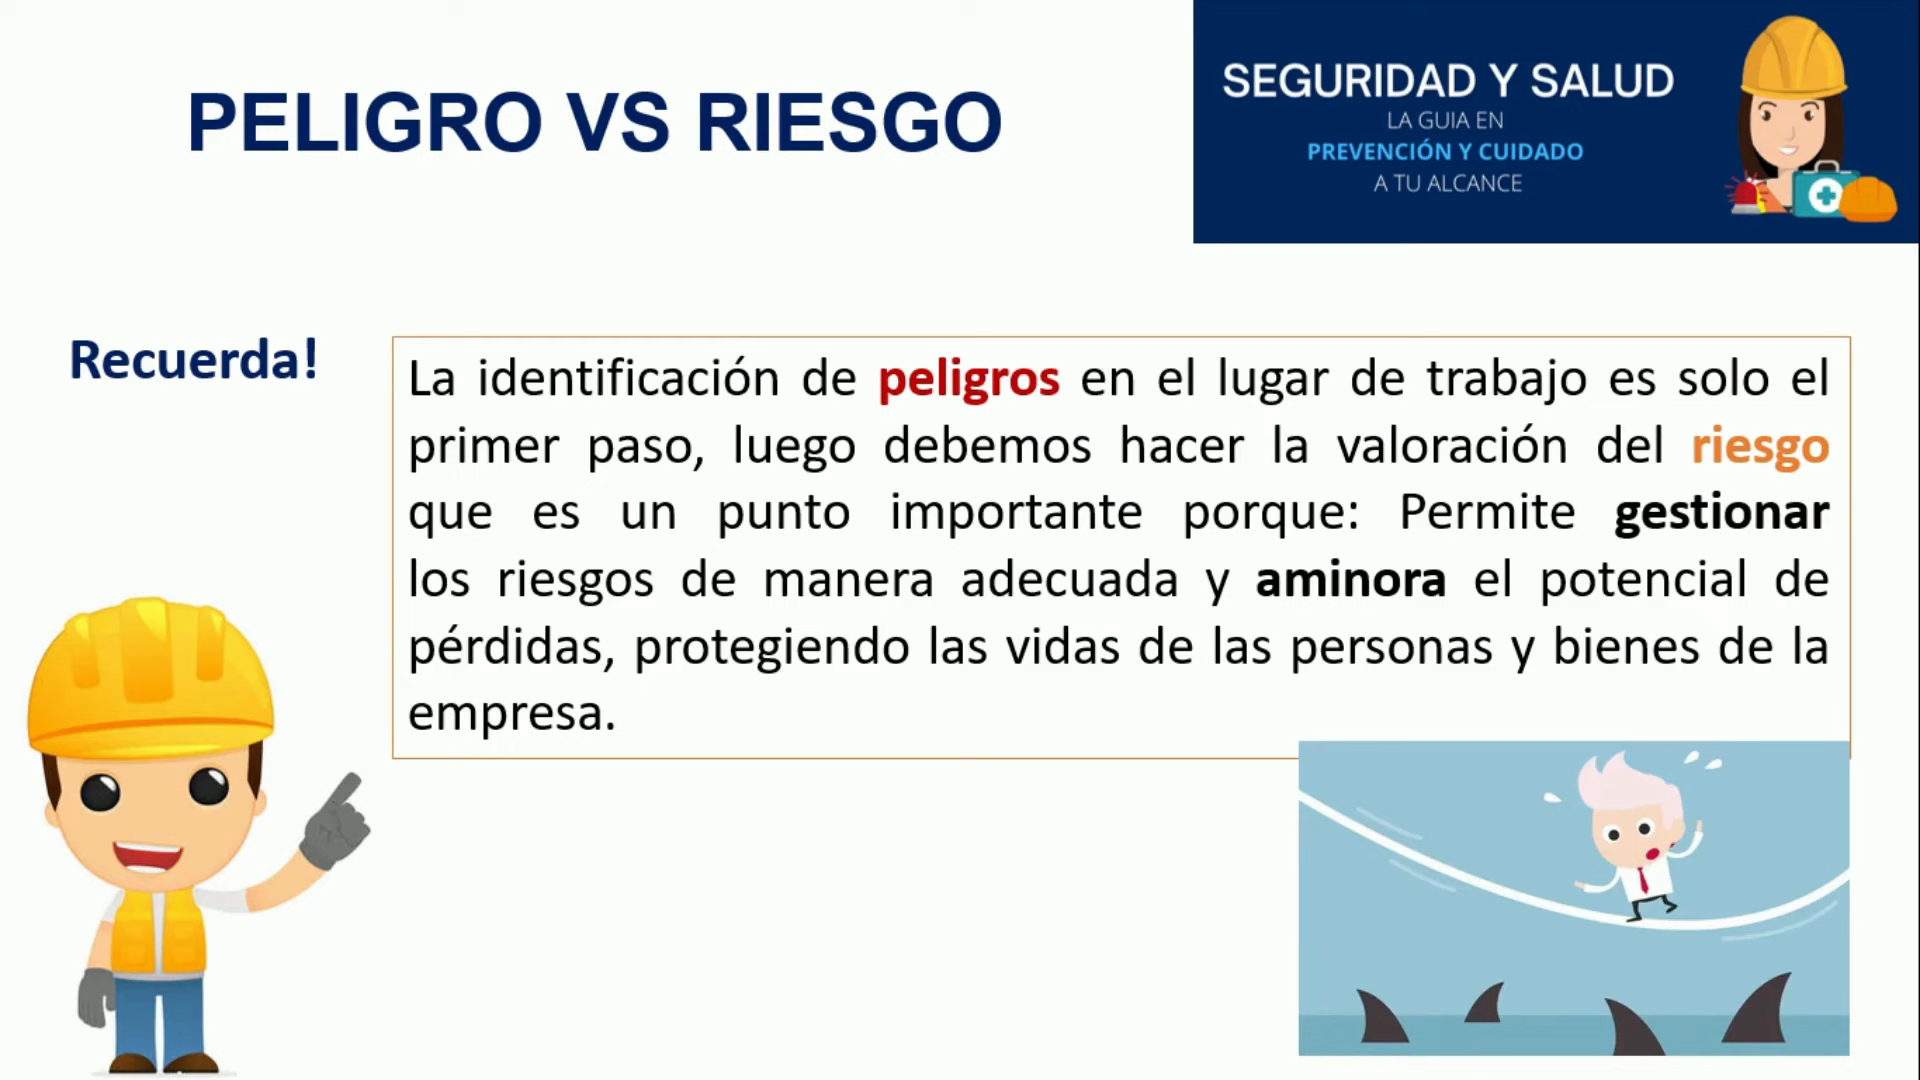 PELIGRO VS RIESGO
SEGURIDAD Y SALUD
LA GUIA EN
PREVENCIÓN Y CUIDADO
A TU ALCANCE
Recuerda!
La identificación de peligros en el lugar de trabajo es solo el
primer paso, luego debemos hacer la valoración del riesgo
que es un punto importante porque: Permite gestionar
los riesgos de manera adecuada y aminora el potencial de
pérdidas, protegiendo las vidas de las personas y bienes de la
empresa.